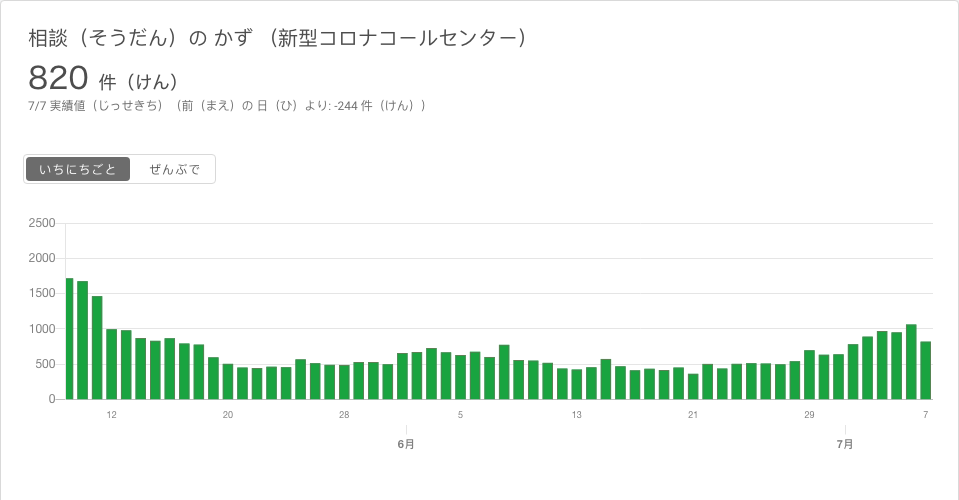 相談（そうだん）の かず （新型コロナコールセンター）
820 件（けん）
7/7 実績値（じっせきち）（前（まえ）の 日（ひ）より: -244 件（けん））
いちにちごと ぜんぶで
2500
2000
1500
1000
500
0
12 20 28 5 13 21 29 7
6月 7月